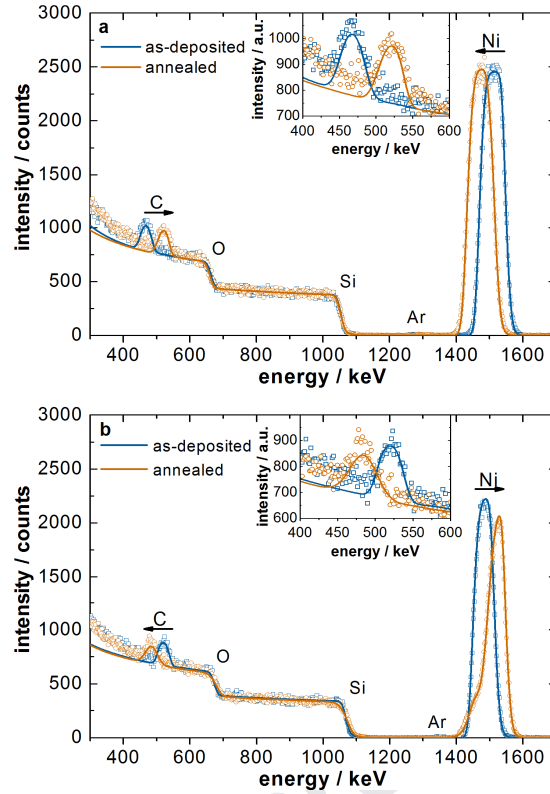 a
as-deposited
annealed
Ni
C
O
Si
Ar
intensity / counts
3000
2500
2000
1500
1000
500
0
400 600 800 1000 1200 1400 1600
energy / keV
intensity / a.u.
1000
900
800
700
400 450 500 550 600
energy / keV
b
as-deposited
annealed
Ni
C
O
Si
Ar
intensity / counts
3000
2500
2000
1500
1000
500
0
400 600 800 1000 1200 1400 1600
energy / keV
intensity / a.u.
900
800
700
600
400 450 500 550 600
energy / keV